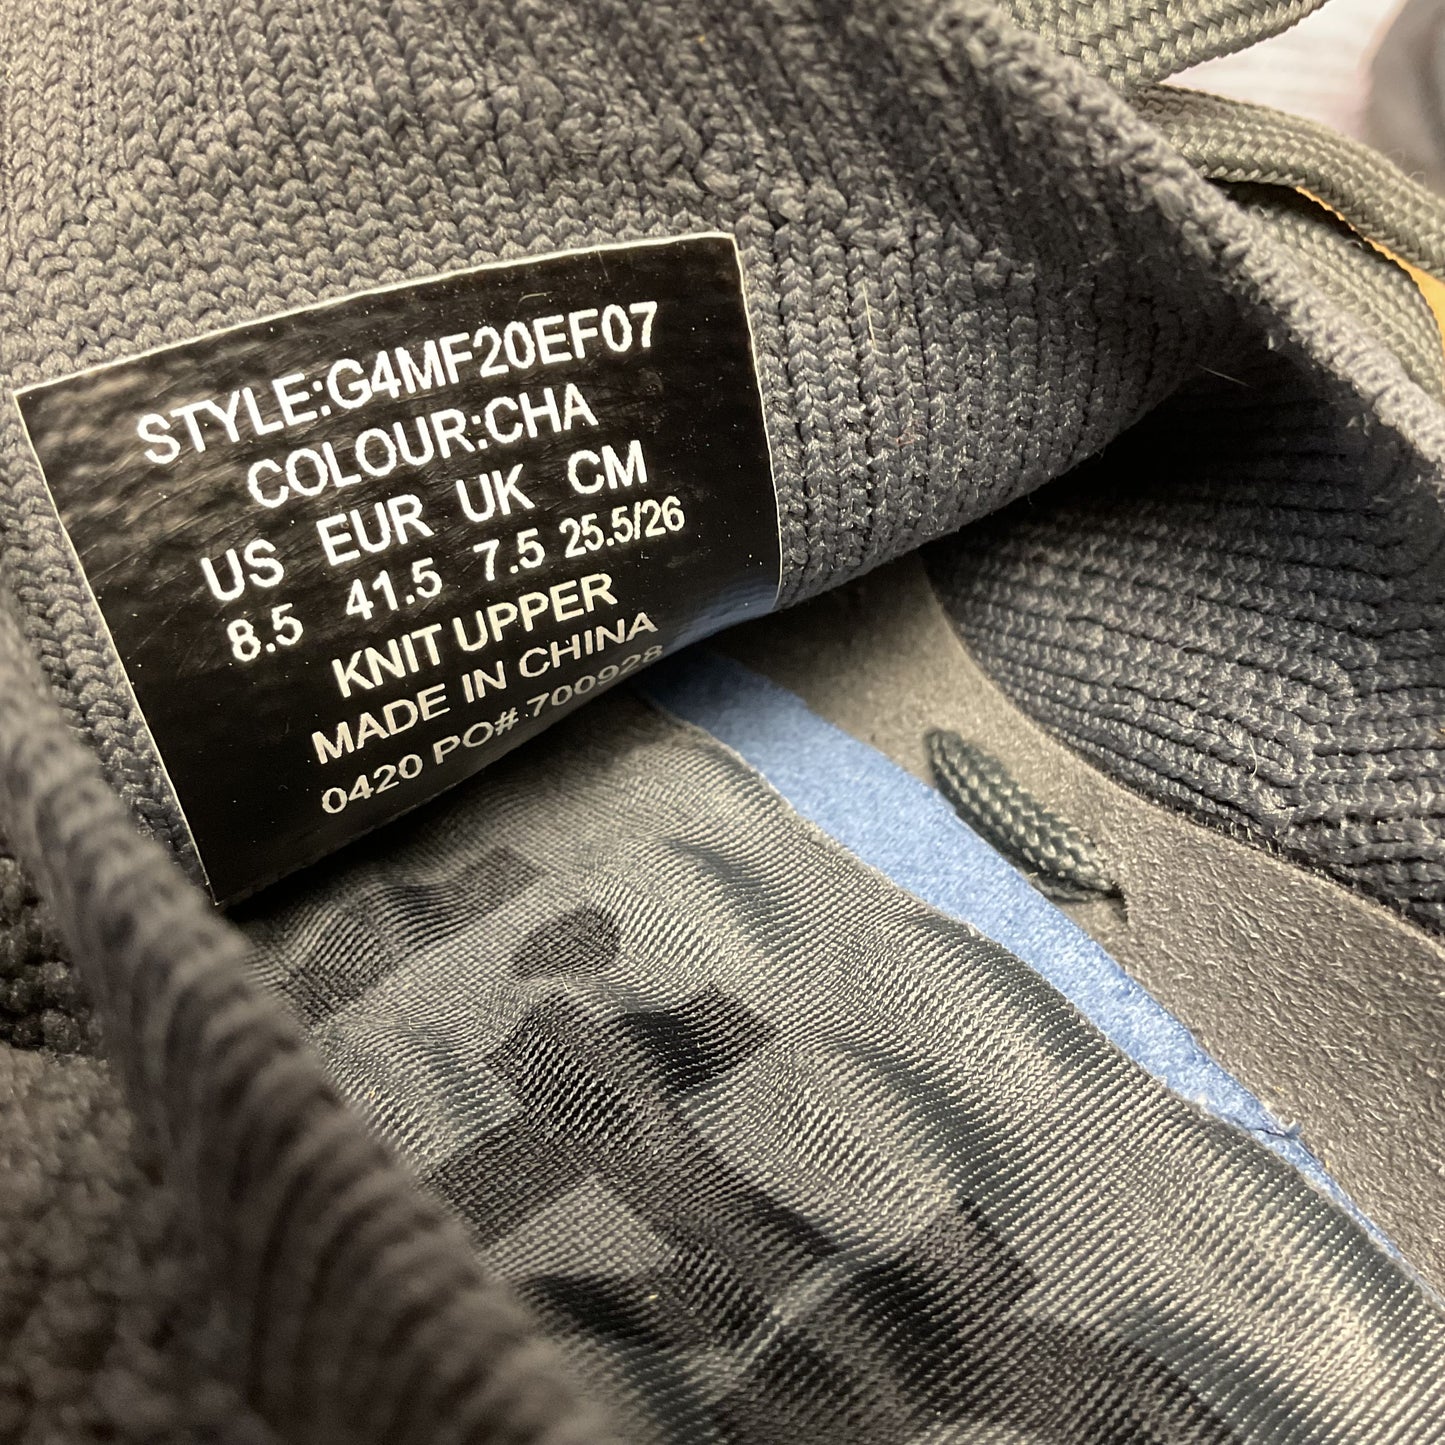 STYLE:G4MF20EF07
COLOUR:CHA
US EUR UK CM
8.5 41.5 7.5 25.5/26
KNIT UPPER
MADE IN CHINA
0420 PO# 700928